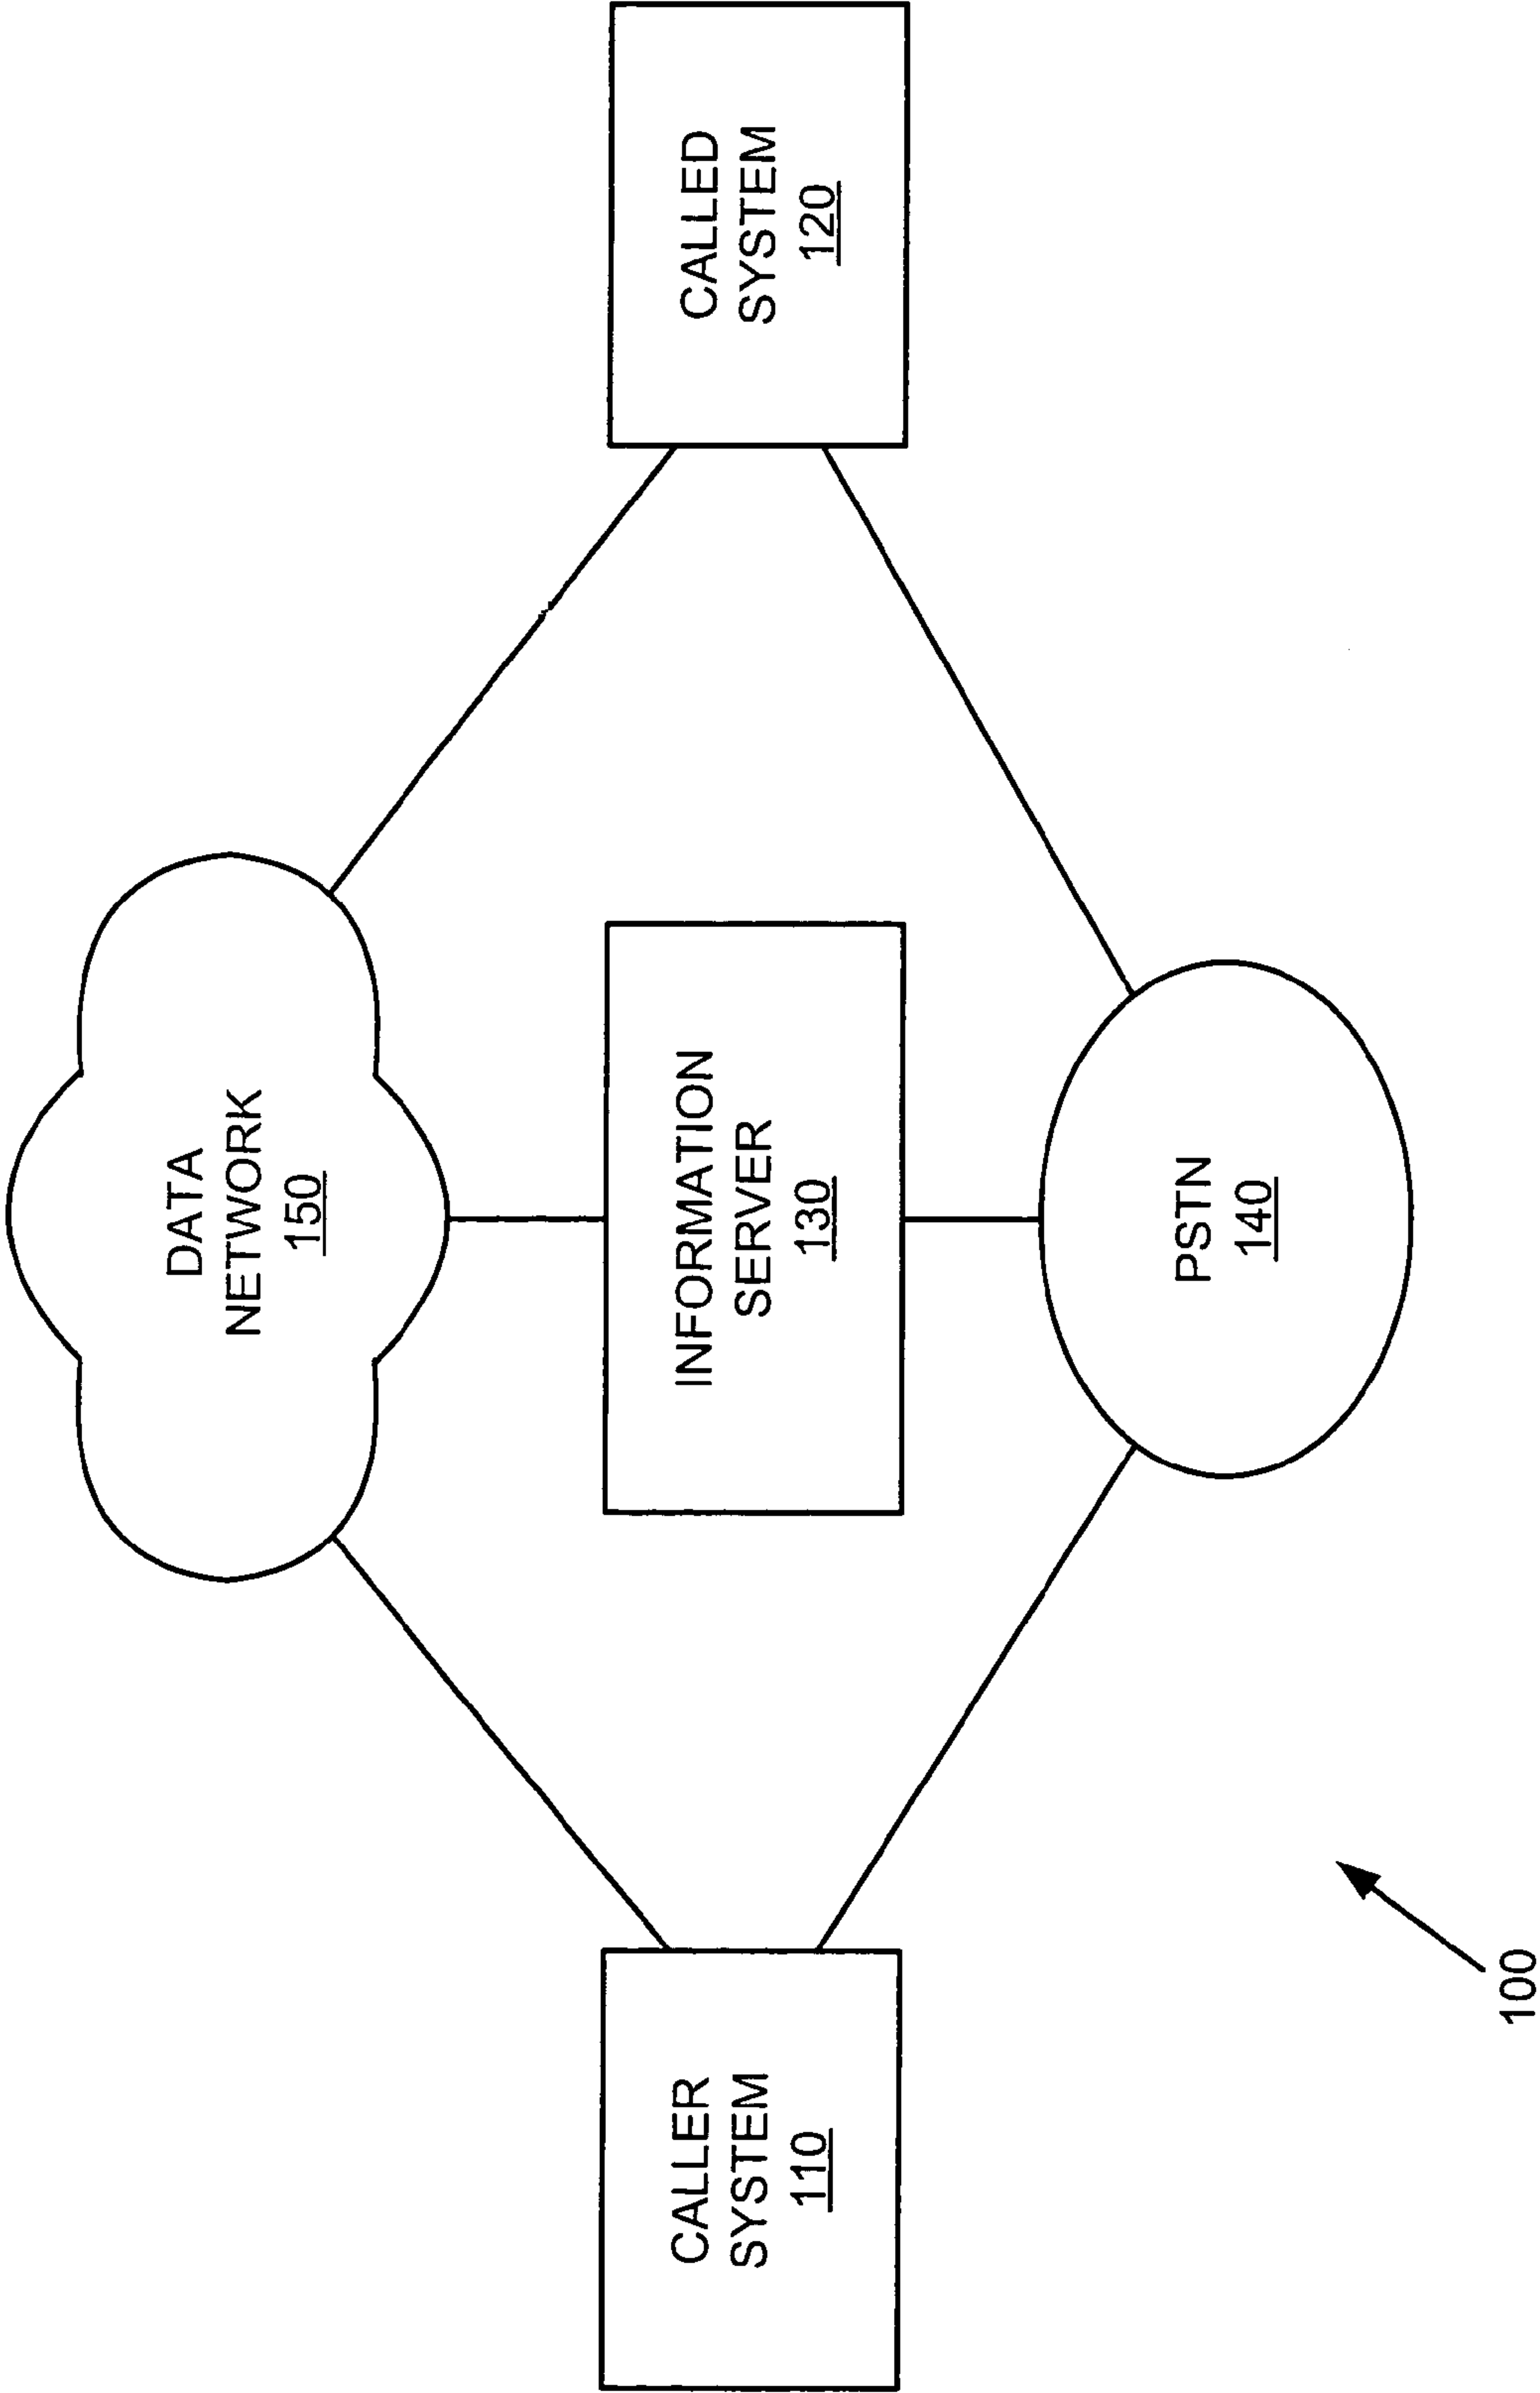 DATA
NETWORK
150
CALLER
SYSTEM
110
INFORMATION
SERVER
130
CALLED
SYSTEM
120
PSTN
140
100